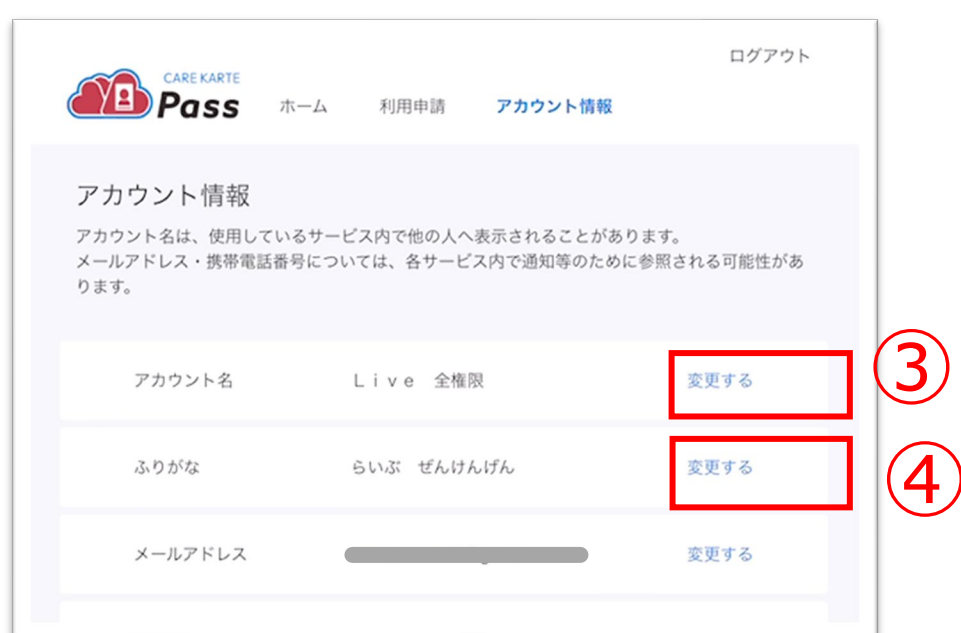 ログアウト
CARE KARTE
Pass
ホーム 利用申請 アカウント情報
アカウント情報
アカウント名は、使用しているサービス内で他の人へ表示されることがあります。
メールアドレス・携帯電話番号については、各サービス内で通知等のために参照される可能性があ
ります。
アカウント名 Ｌｉｖｅ　全権限 変更する
③
ふりがな らいぶ　ぜんけんげん 変更する
④
メールアドレス 変更する